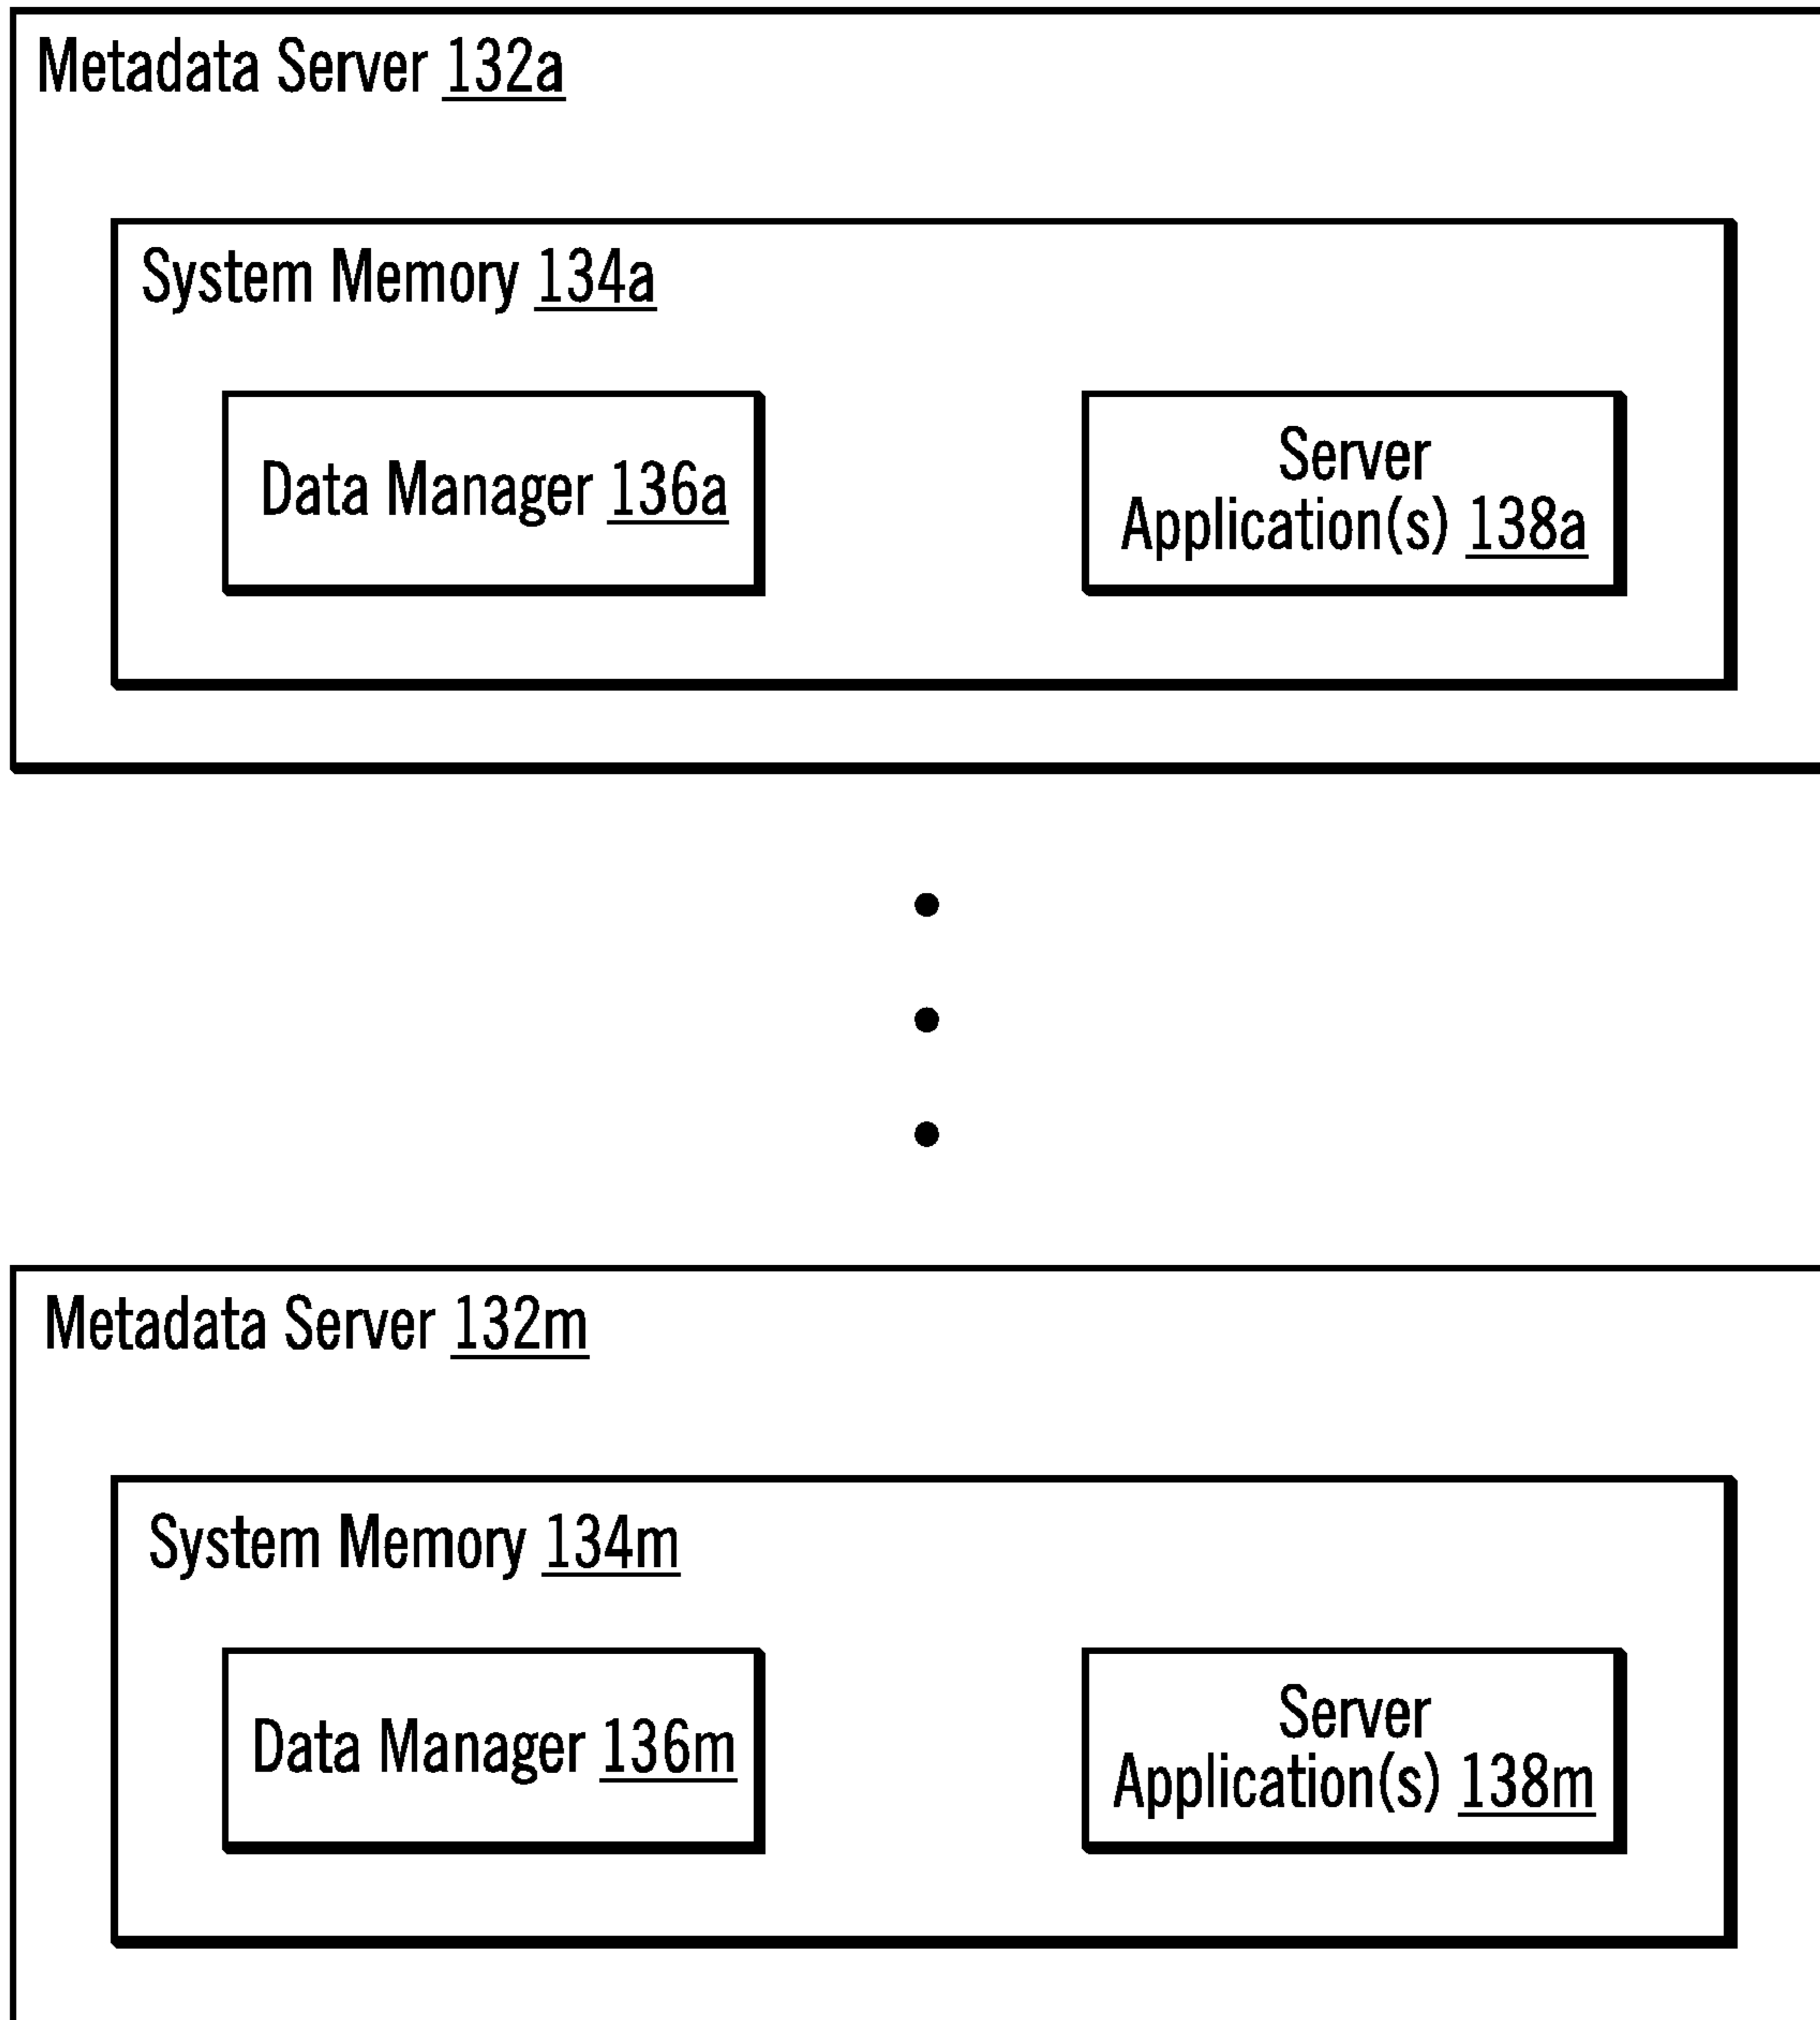 Metadata Server 132a
System Memory 134a
Data Manager 136a
Server
Application(s) 138a
Metadata Server 132m
System Memory 134m
Data Manager 136m
Server
Application(s) 138m